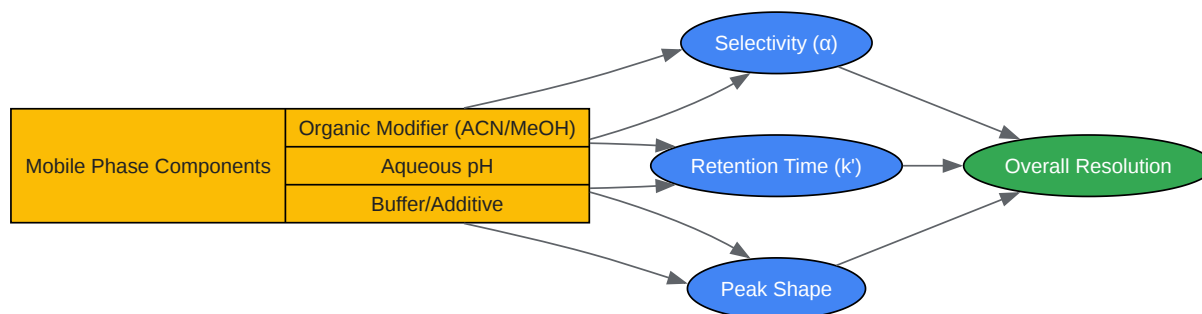 Mobile Phase Components
Organic Modifier (ACN/MeOH)
Aqueous pH
Buffer/Additive
Selectivity (α)
Retention Time (k')
Peak Shape
Overall Resolution